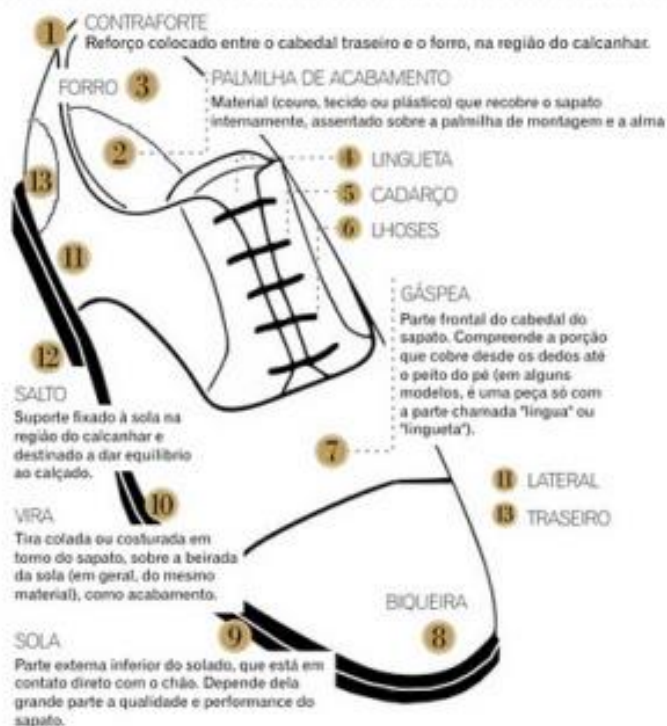 1 CONTRAFORTE
Reforço colocado entre o cabedal traseiro e o forro, na região do calcanhar.
FORRO 3
PALMILHA DE ACABAMENTO
Material (couro, tecido ou plástico) que recobre o sapato
internamente, assentado sobre a palmilha de montagem e a alma
2
4 LINGUETA
5 CADARÇO
6 LHOSES
13
11
GÁSPEA
Parte frontal do cabedal do
sapato. Compreende a porção
que cobre desde os dedos até
o peito do pé (em alguns
modelos, é uma peça só com
a parte chamada "língua" ou
"lingueta").
7
12
SALTO
Suporte fixado à sola na
região do calcanhar e
destinado a dar equilíbrio
ao calçado.
11 LATERAL
13 TRASEIRO
10
VIRA
Tira colada ou costurada em
torno do sapato, sobre a beirada
da sola (em geral, do mesmo
material), como acabamento.
BIQUEIRA
8
9
SOLA
Parte externa inferior do solado, que está em
contato direto com o chão. Depende dela
grande parte a qualidade e performance do
sapato.